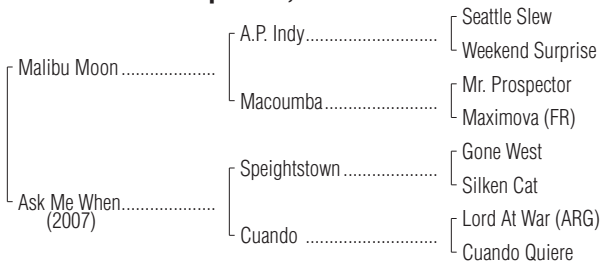 Seattle Slew
A.P. Indy..............................
Weekend Surprise
Malibu Moon .....................
Mr. Prospector
Macoumba..........................
Maximova (FR)
Gone West
Speightstown.....................
Silken Cat
Ask Me When.....................
(2007)
Lord At War (ARG)
Cuando ..............................
Cuando Quiere